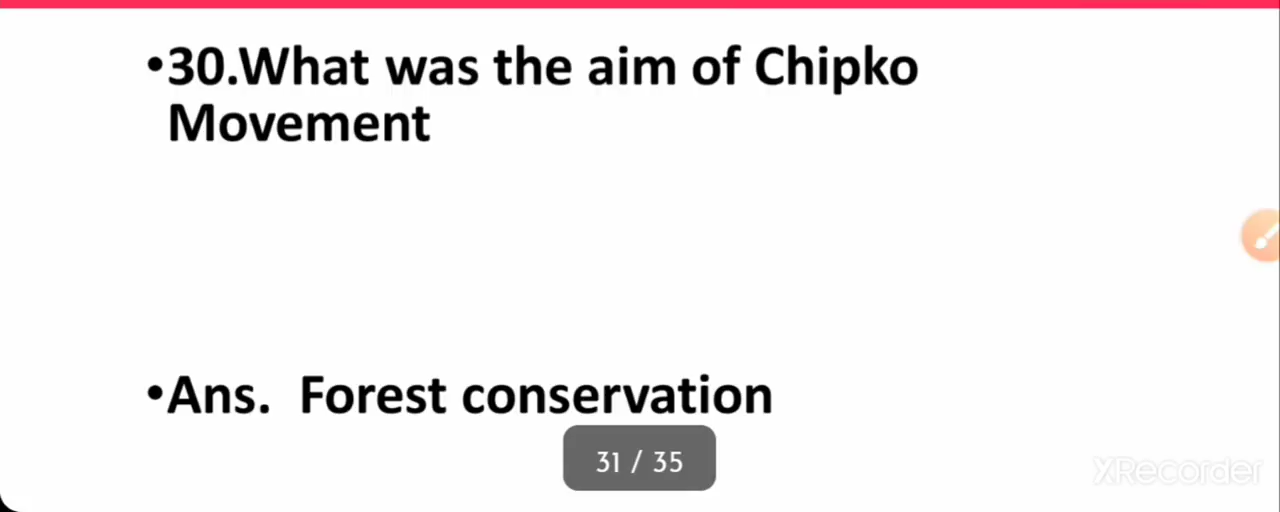 •30.What was the aim of Chipko
Movement
•Ans.  Forest conservation
31 / 35
XRecorder